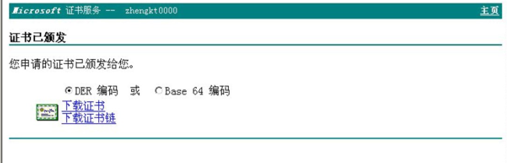 Microsoft 证书服务 -- zhengkt0000 主页
证书已颁发
您申请的证书已颁发给您。
DER 编码 或 Base 64 编码
下载证书
下载证书链